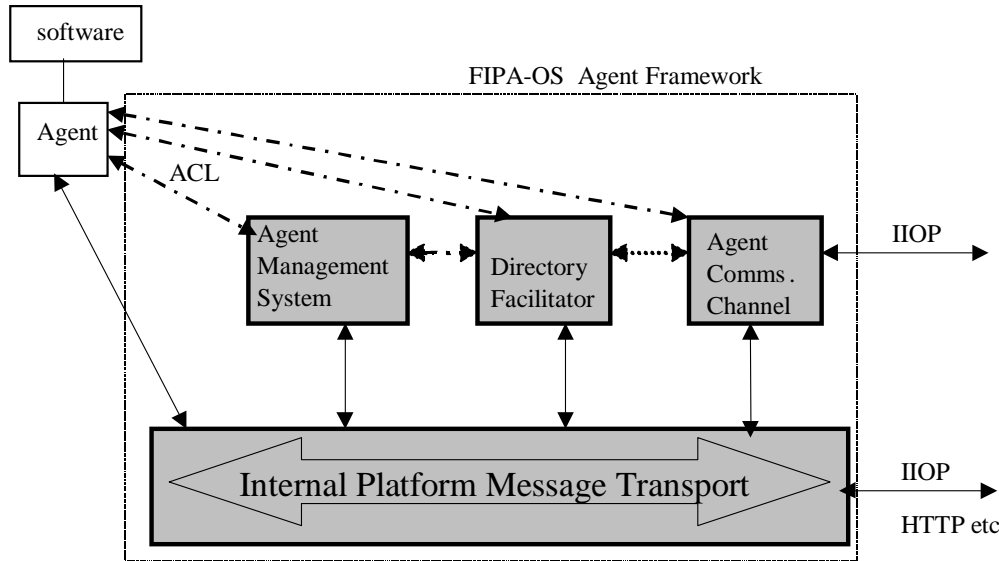 software
FIPA-OS Agent Framework
Agent
ACL
Agent
Management
System
Directory
Facilitator
Agent
Comms.
Channel
IIOP
Internal Platform Message Transport
IIOP
HTTP etc